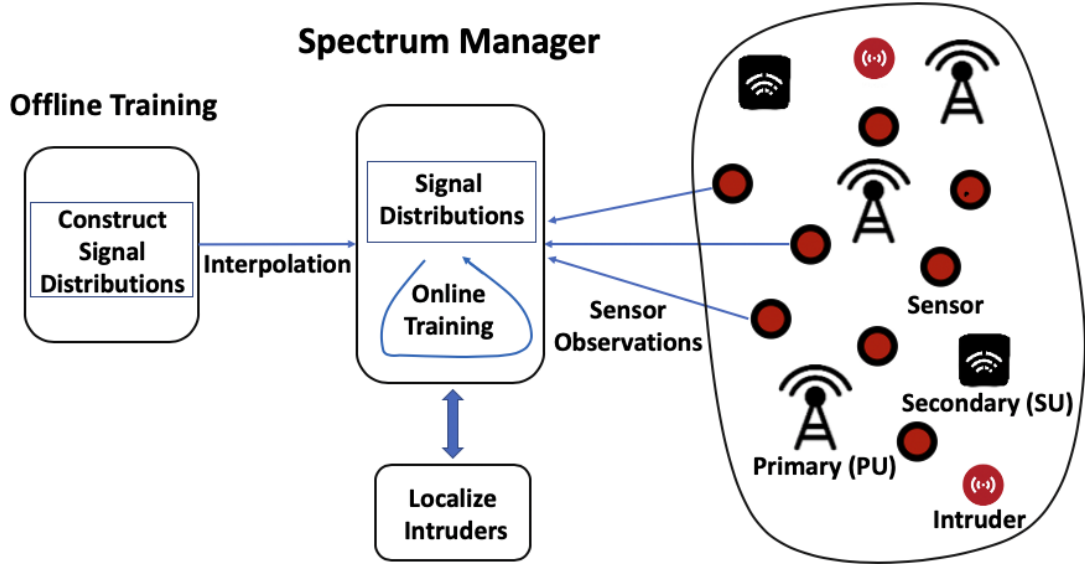 Spectrum Manager
Offline Training
Construct
Signal
Distributions
Interpolation
Signal
Distributions
Online
Training
Sensor
Observations
Localize
Intruders
Sensor
Secondary (SU)
Primary (PU)
Intruder